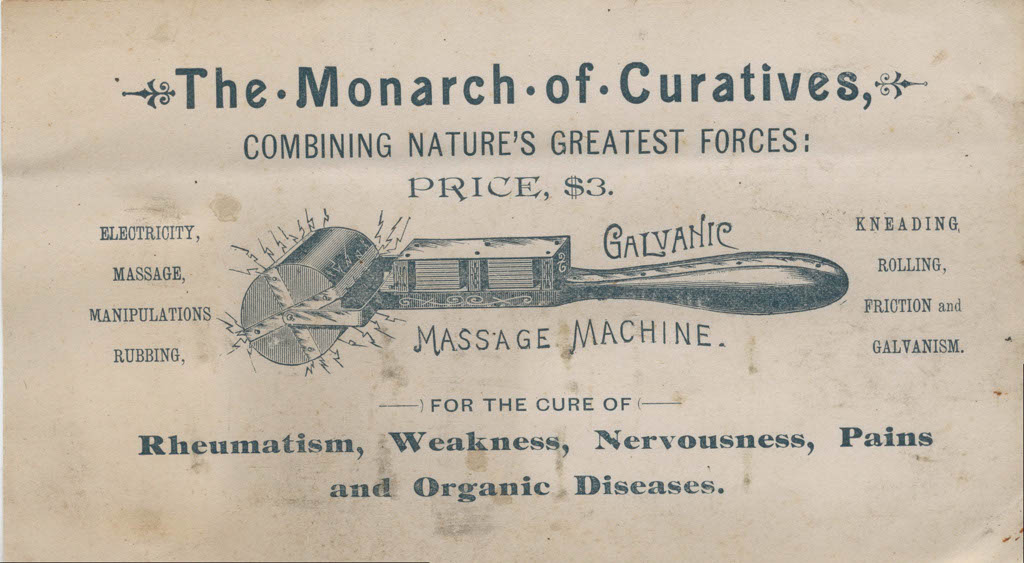 The·Monarch·of·Curatives,
COMBINING NATURE'S GREATEST FORCES:
PRICE, $3.
ELECTRICITY,
MASSAGE,
MANIPULATIONS
RUBBING,
GALVANIC
MASSAGE MACHINE.
KNEADING,
ROLLING,
FRICTION and
GALVANISM.
FOR THE CURE OF
Rheumatism, Weakness, Nervousness, Pains
and Organic Diseases.